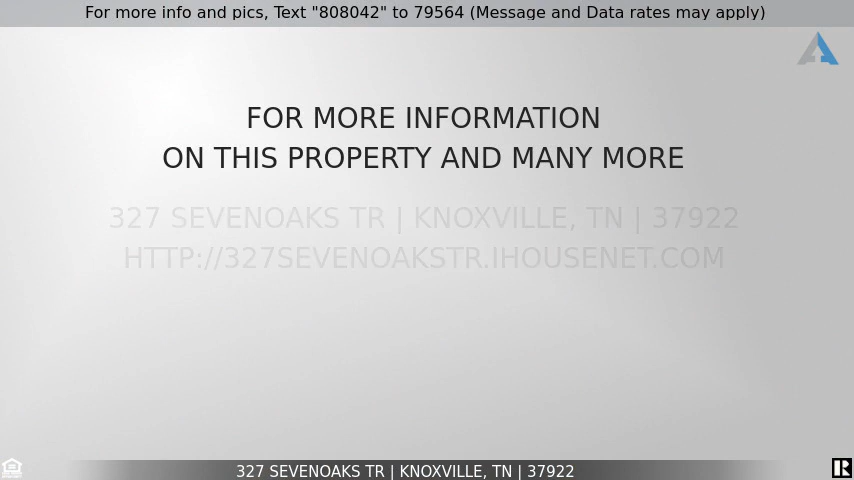 For more info and pics, Text "808042" to 79564 (Message and Data rates may apply)
FOR MORE INFORMATION
ON THIS PROPERTY AND MANY MORE
327 SEVENOAKS TR | KNOXVILLE, TN | 37922
HTTP://327SEVENOAKSTR.IHOUSENET.COM
327 SEVENOAKS TR | KNOXVILLE, TN | 37922